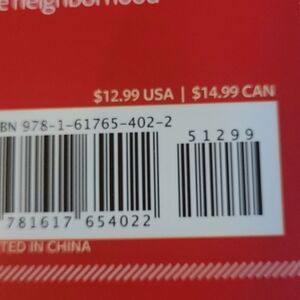 e neighborhood
$12.99 USA | $14.99 CAN
BN 978-1-61765-402-2
51299
781617 654022
TED IN CHINA